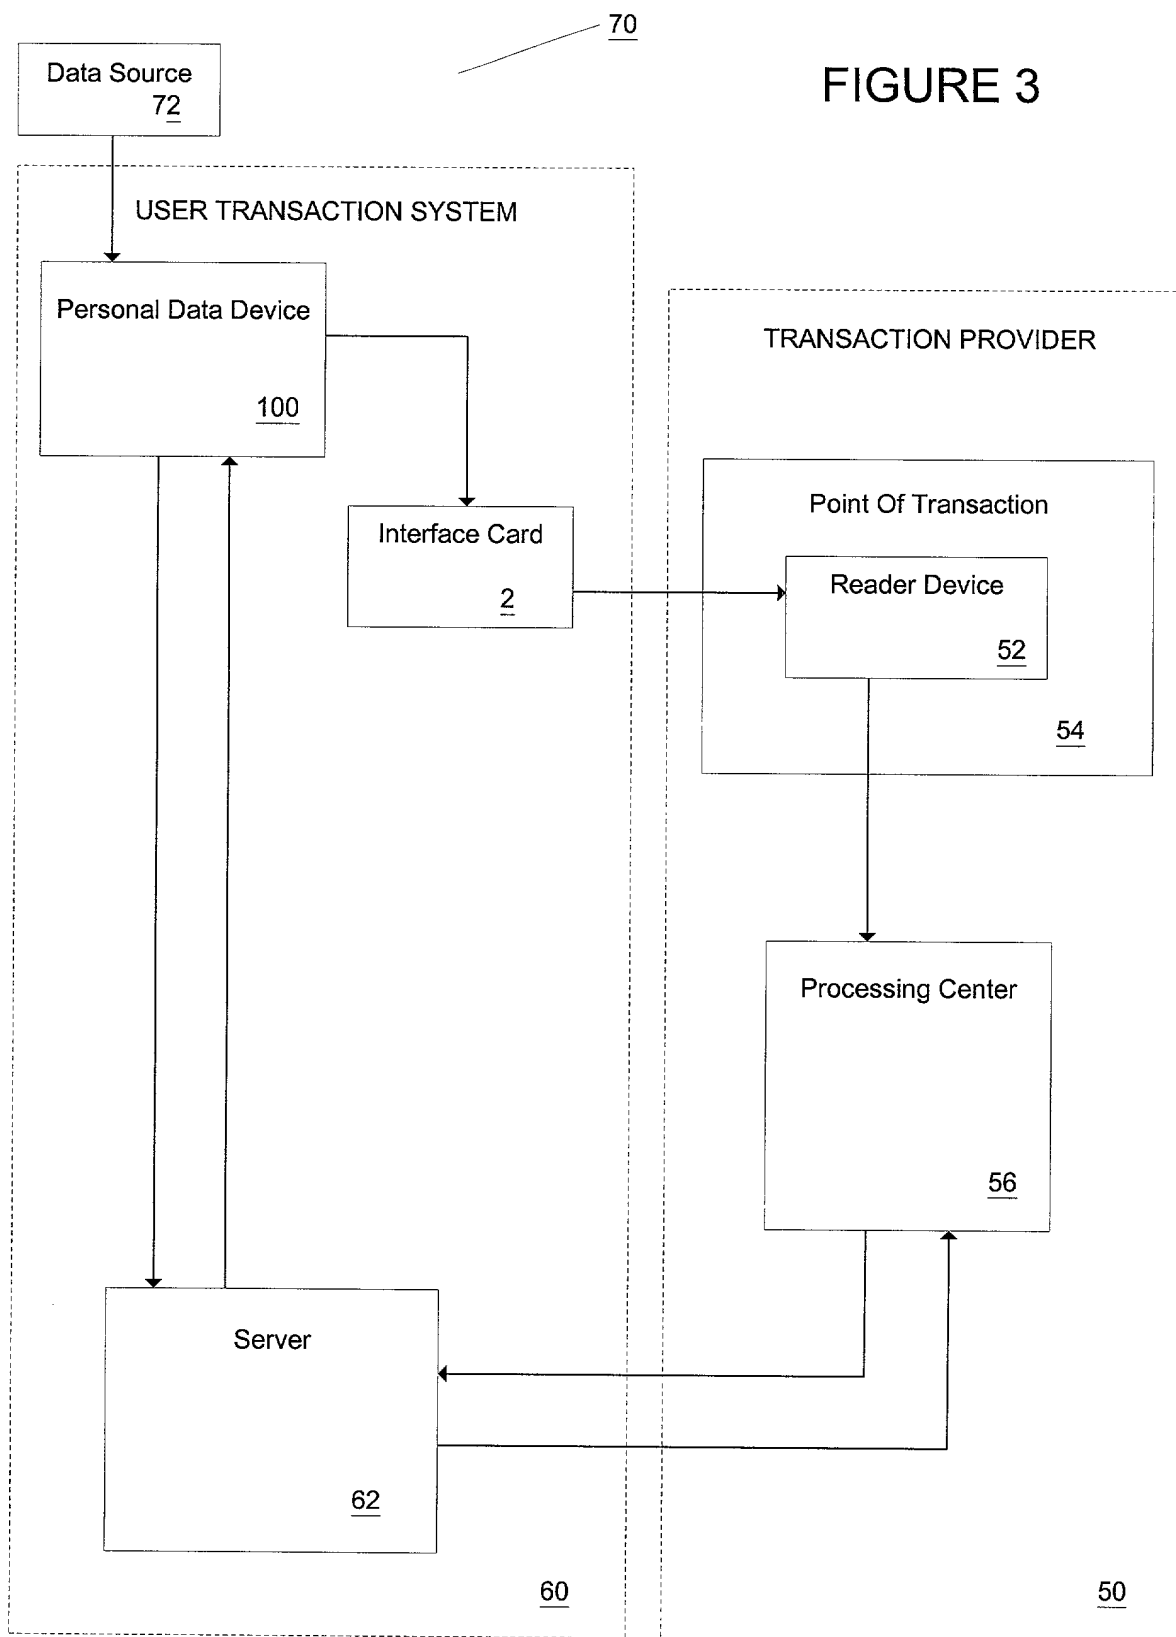 70
FIGURE 3
Data Source
72
USER TRANSACTION SYSTEM
Personal Data Device
100
TRANSACTION PROVIDER
Interface Card
2
Point Of Transaction
Reader Device
52
54
Processing Center
56
Server
62
60
50